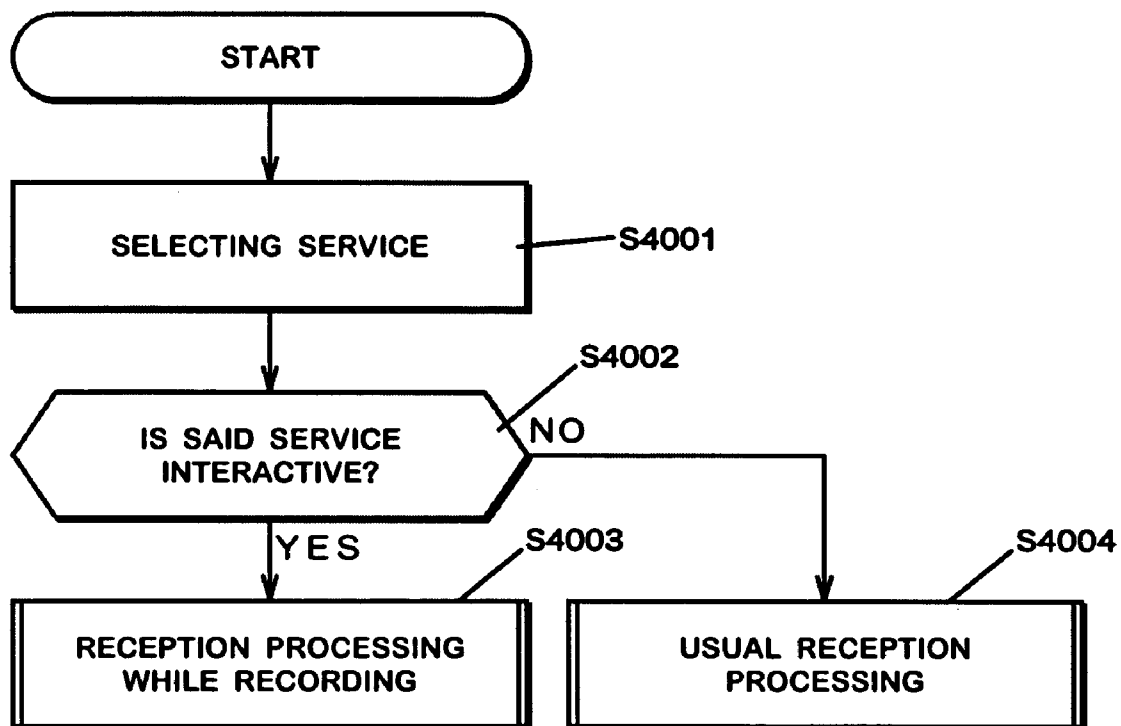 START
SELECTING SERVICE
S4001
S4002
IS SAID SERVICE
INTERACTIVE?
NO
YES
S4003
S4004
RECEPTION PROCESSING
WHILE RECORDING
USUAL RECEPTION
PROCESSING